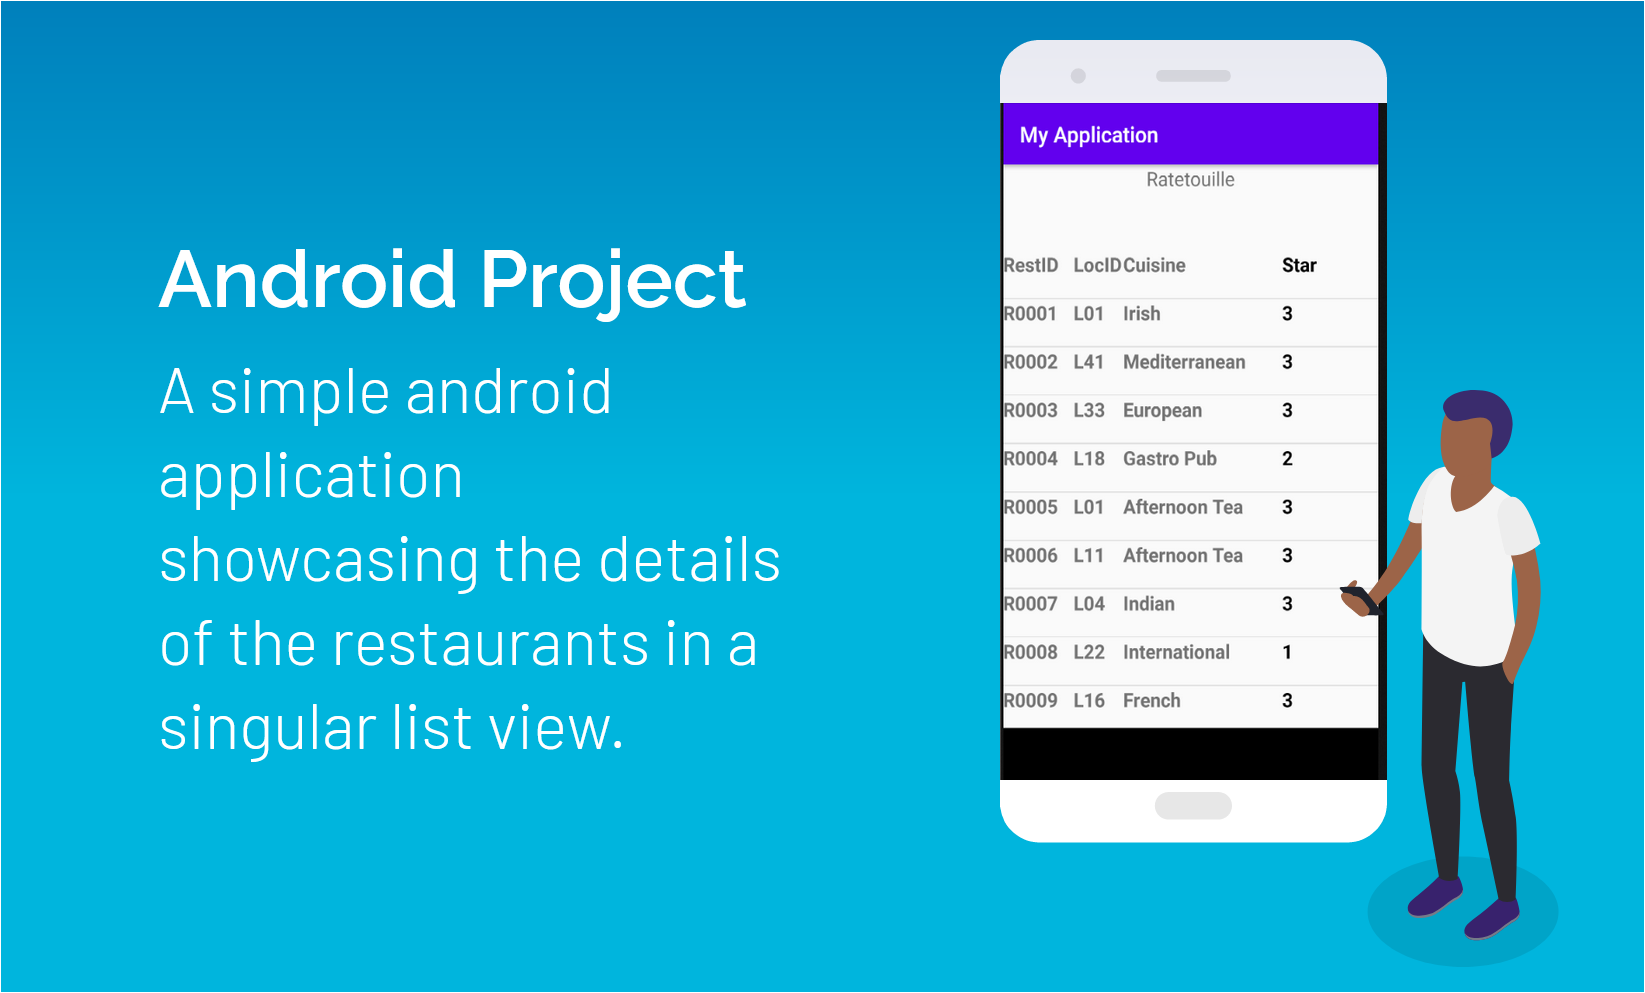 Android Project
A simple android
application
showcasing the details
of the restaurants in a
singular list view.
My Application
Ratetouille
RestID LocID Cuisine Star
R0001 L01 Irish 3
R0002 L41 Mediterranean 3
R0003 L33 European 3
R0004 L18 Gastro Pub 2
R0005 L01 Afternoon Tea 3
R0006 L11 Afternoon Tea 3
R0007 L04 Indian 3
R0008 L22 International 1
R0009 L16 French 3